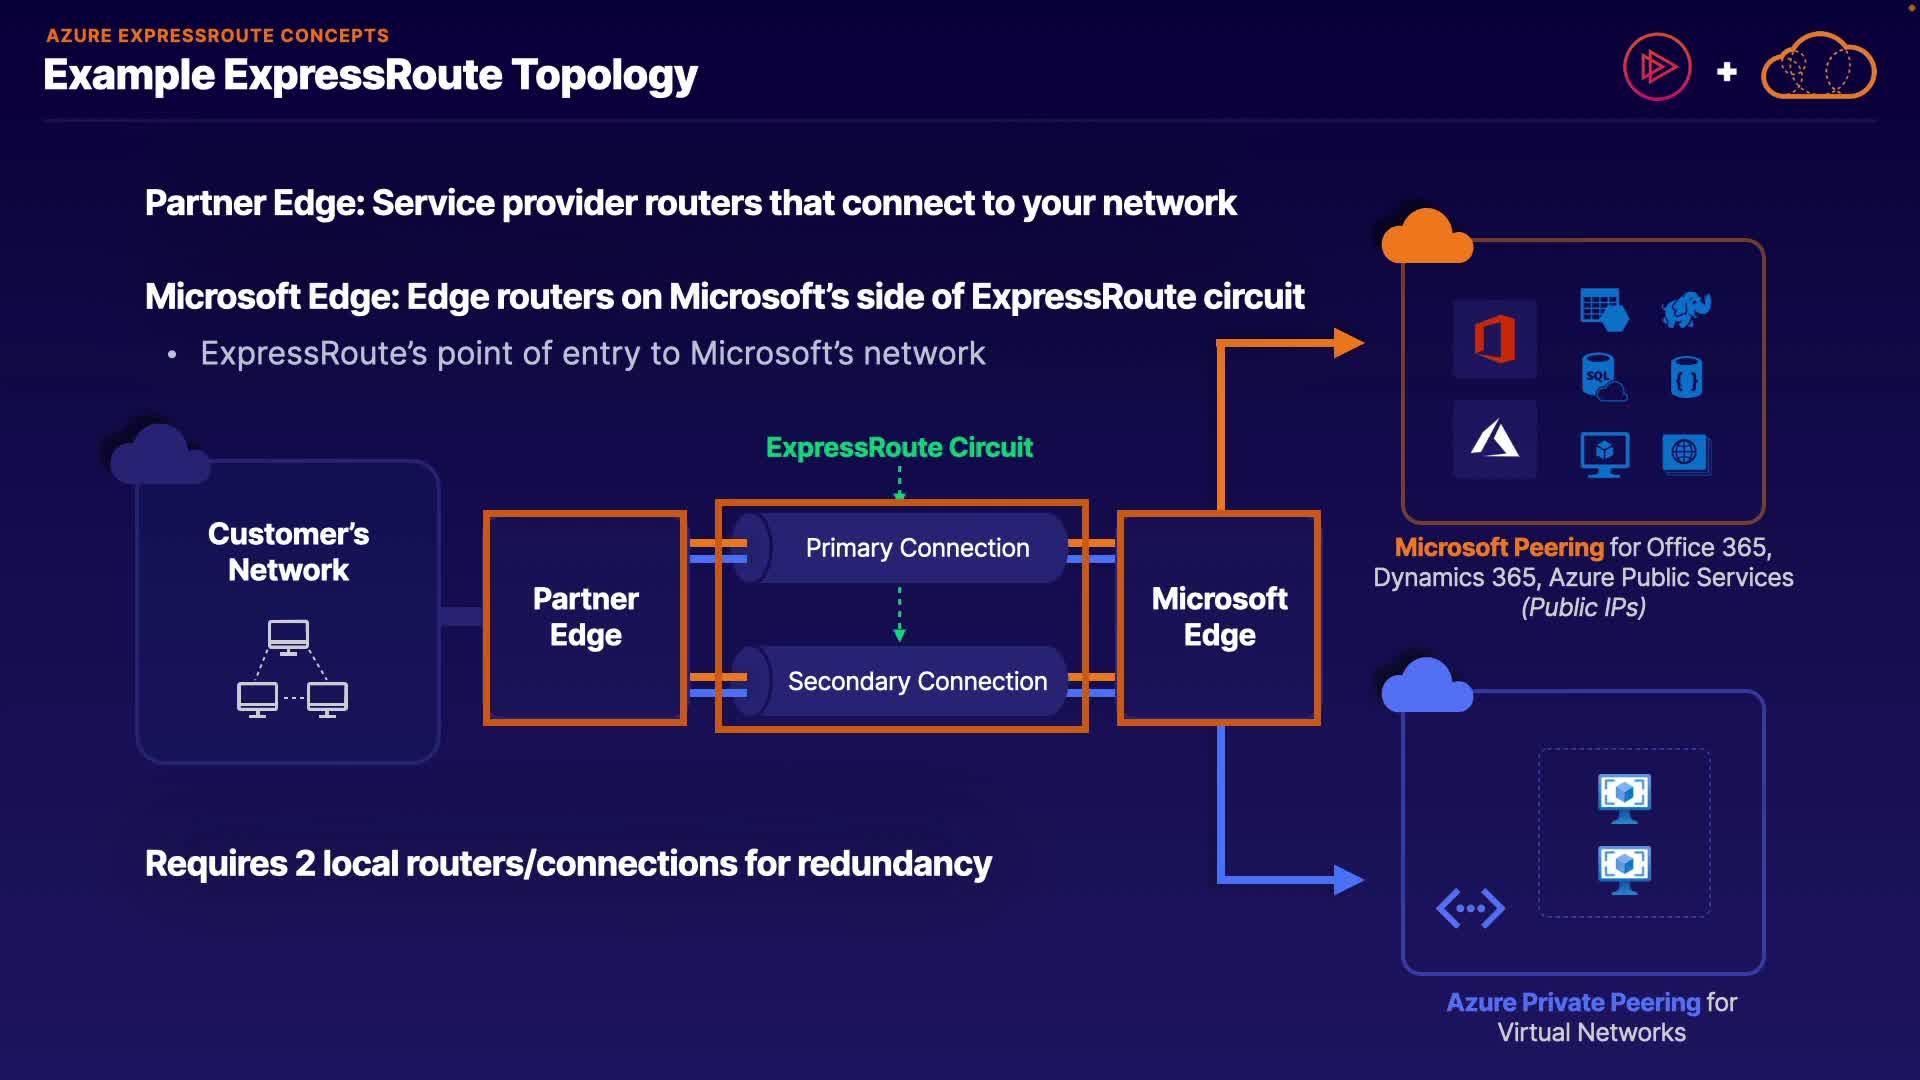 AZURE EXPRESSROUTE CONCEPTS
Example ExpressRoute Topology
Partner Edge: Service provider routers that connect to your network
Microsoft Edge: Edge routers on Microsoft's side of ExpressRoute circuit
• ExpressRoute's point of entry to Microsoft's network
ExpressRoute Circuit
Customer's
Network
Partner
Edge
Primary Connection
Secondary Connection
Microsoft
Edge
SQL
{ }
Microsoft Peering for Office 365,
Dynamics 365, Azure Public Services
(Public IPs)
Requires 2 local routers/connections for redundancy
Azure Private Peering for
Virtual Networks